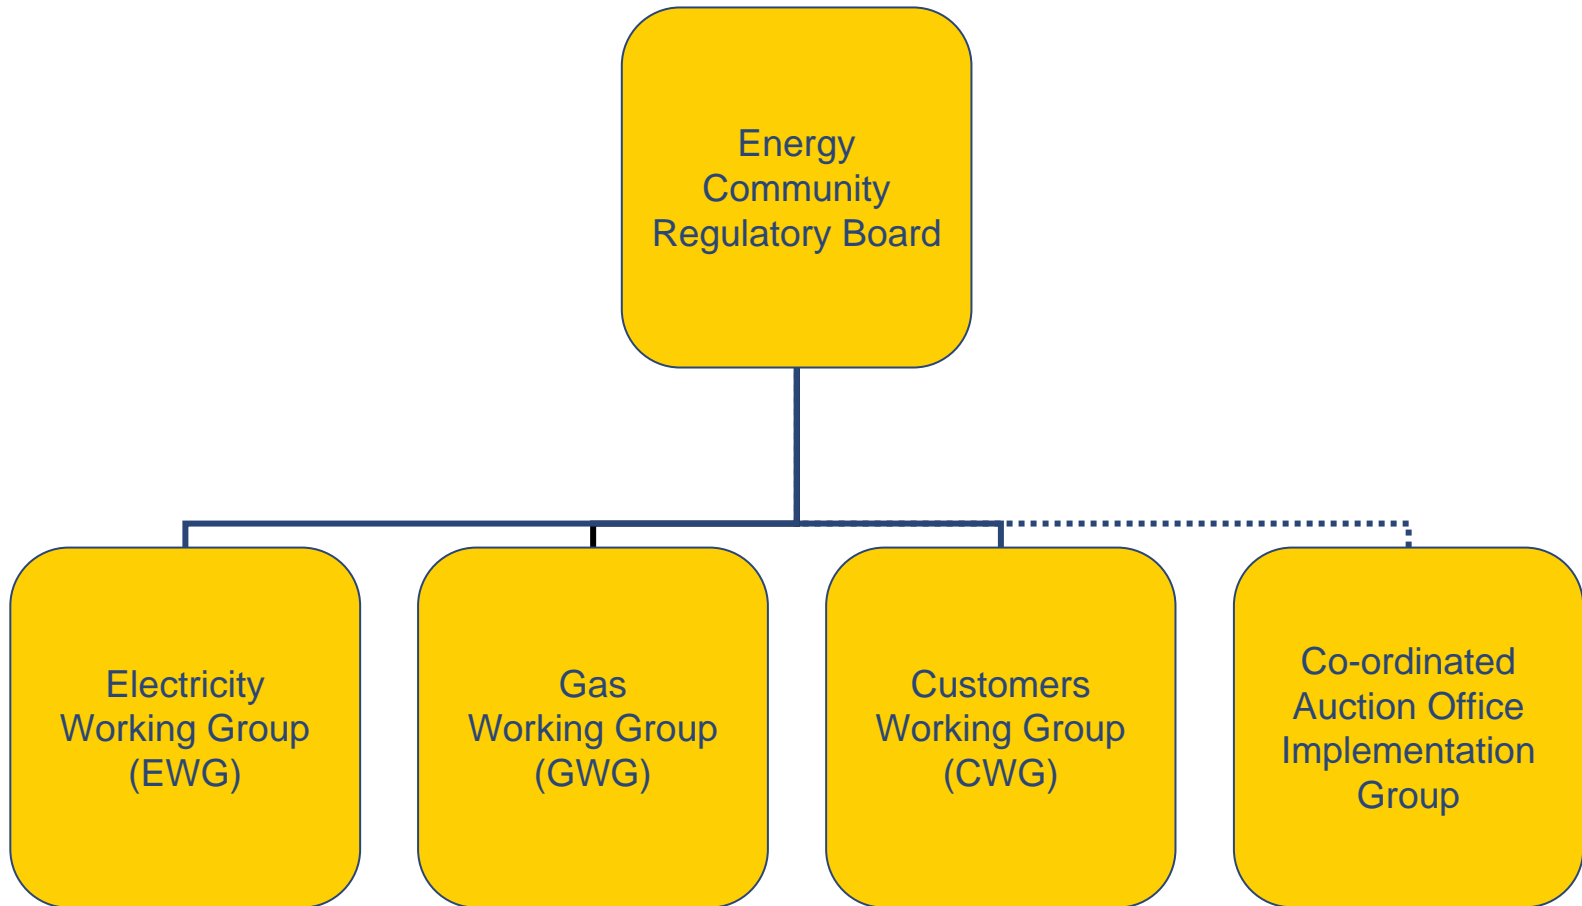 Energy
Community
Regulatory Board
Electricity
Working Group
(EWG)
Gas
Working Group
(GWG)
Customers
Working Group
(CWG)
Co-ordinated
Auction Office
Implementation
Group